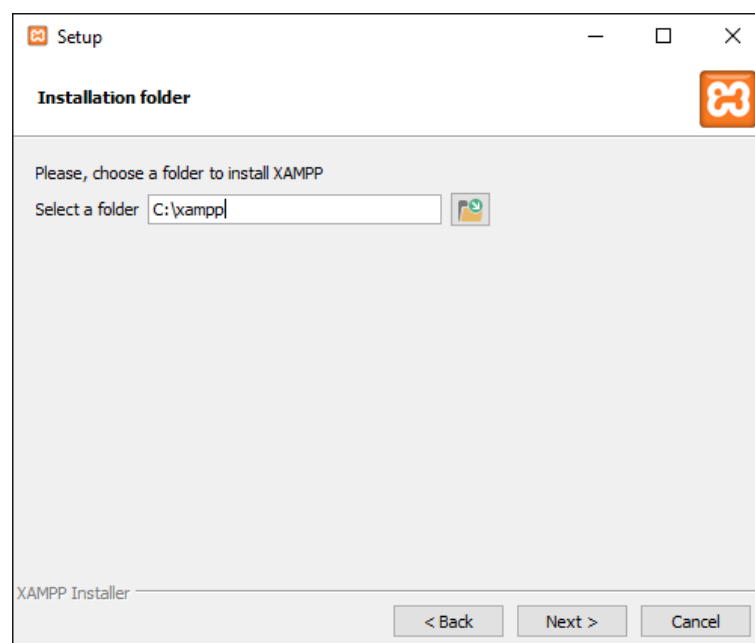 Setup
Installation folder
Please, choose a folder to install XAMPP
Select a folder C:\xampp
XAMPP Installer
< Back Next > Cancel